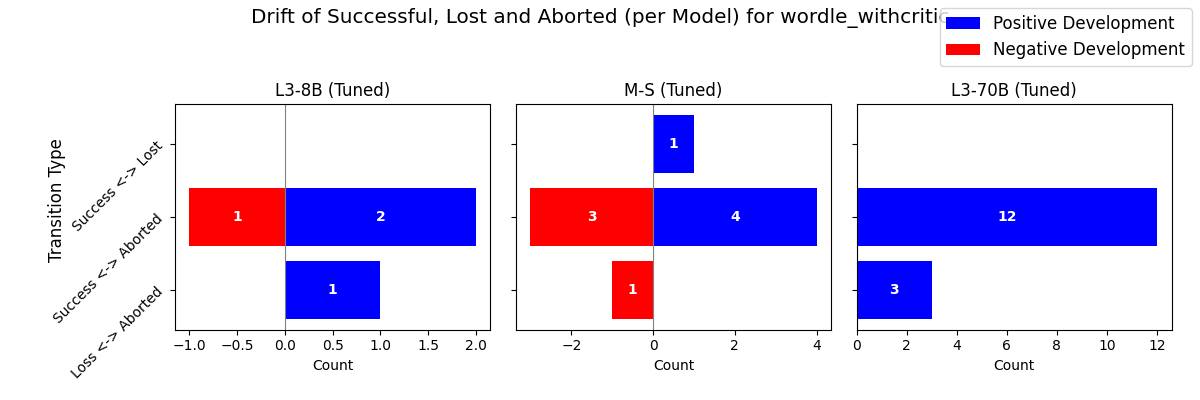 Drift of Successful, Lost and Aborted (per Model) for wordle_withcritic
Positive Development
Negative Development
L3-8B (Tuned)
M-S (Tuned)
L3-70B (Tuned)
Transition Type
Success <-> Lost
Success <-> Aborted
Loss <-> Aborted
1
1
2
3
4
12
1
1
3
−1.0 −0.5 0.0 0.5 1.0 1.5 2.0
−2 0 2 4
0 2 4 6 8 10 12
Count
Count
Count